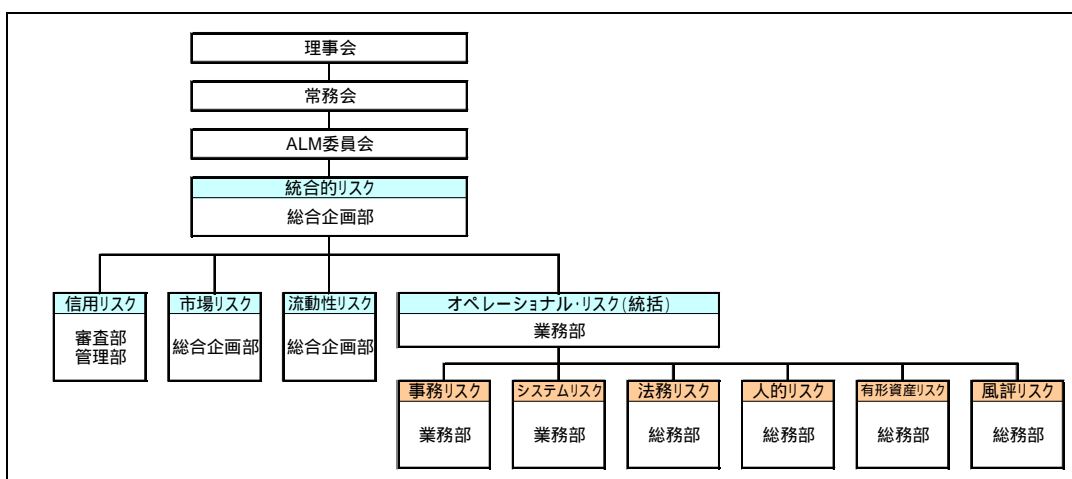 理事会
常務会
ALM委員会
統合的リスク
総合企画部
信用リスク
審査部
管理部
市場リスク
総合企画部
流動性リスク
総合企画部
オペレーショナル・リスク(統括)
業務部
事務リスク
業務部
システムリスク
業務部
法務リスク
総務部
人的リスク
総務部
有形資産リスク
総務部
風評リスク
総務部